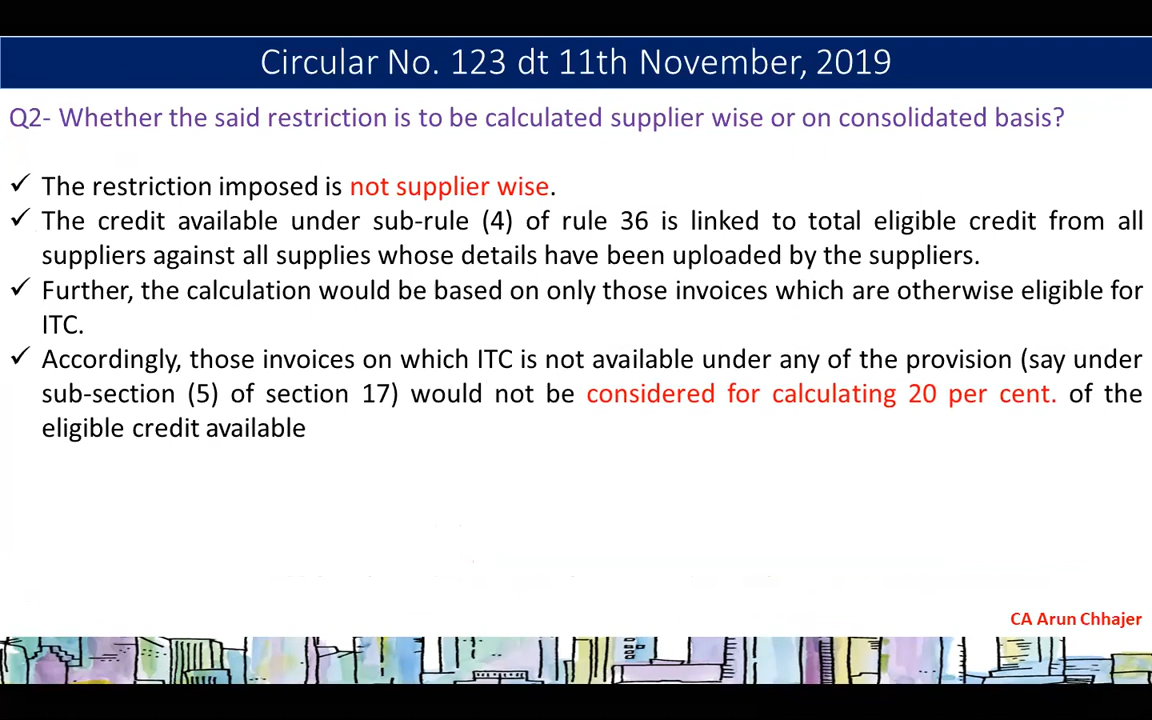 Circular No. 123 dt 11th November, 2019
Q2- Whether the said restriction is to be calculated supplier wise or on consolidated basis?
✓ The restriction imposed is not supplier wise.
✓ The credit available under sub-rule (4) of rule 36 is linked to total eligible credit from all
suppliers against all supplies whose details have been uploaded by the suppliers.
✓ Further, the calculation would be based on only those invoices which are otherwise eligible for
ITC.
✓ Accordingly, those invoices on which ITC is not available under any of the provision (say under
sub-section (5) of section 17) would not be considered for calculating 20 per cent. of the
eligible credit available
CA Arun Chhajer